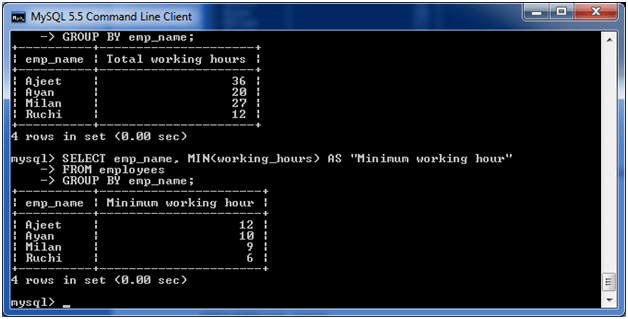 MySQL 5.5 Command Line Client
    -> GROUP BY emp_name;
+----------+---------------------+
| emp_name | Total working hours |
+----------+---------------------+
| Ajeet    |                  36 |
| Ayan     |                  20 |
| Milan    |                  27 |
| Ruchi    |                  12 |
+----------+---------------------+
4 rows in set (0.00 sec)
mysql> SELECT emp_name, MIN(working_hours) AS "Minimum working hour"
    -> FROM employees
    -> GROUP BY emp_name;
+----------+----------------------+
| emp_name | Minimum working hour |
+----------+----------------------+
| Ajeet    |                   12 |
| Ayan     |                   10 |
| Milan    |                    9 |
| Ruchi    |                    6 |
+----------+----------------------+
4 rows in set (0.00 sec)
mysql> _